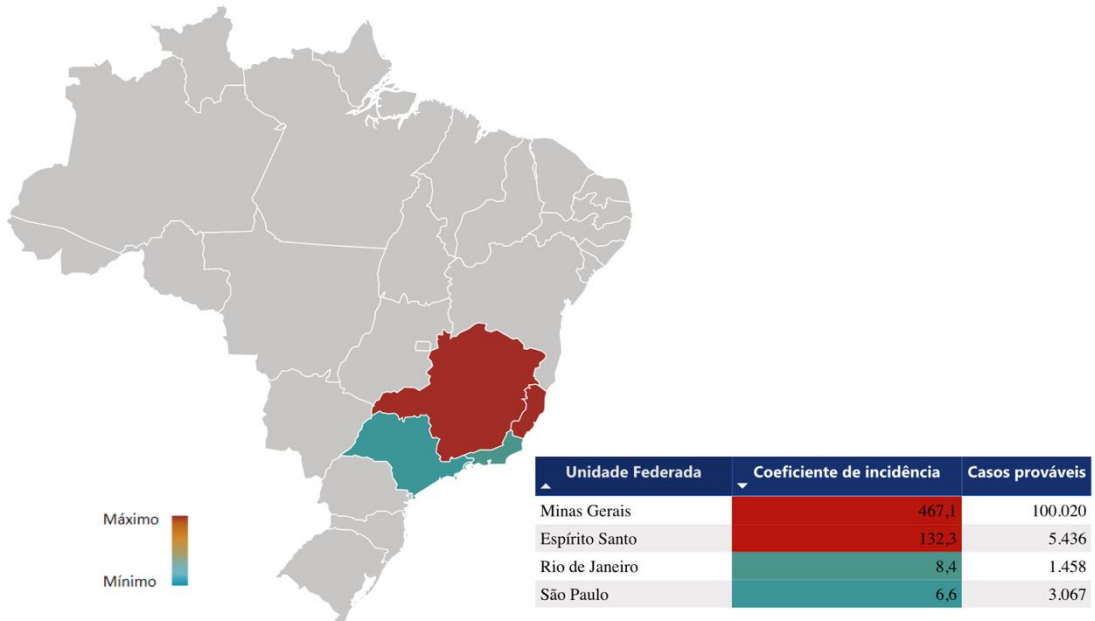 Máximo
Mínimo
Unidade Federada Coeficiente de incidência Casos prováveis
Minas Gerais 467,1 100.020
Espírito Santo 132,3 5.436
Rio de Janeiro 8,4 1.458
São Paulo 6,6 3.067